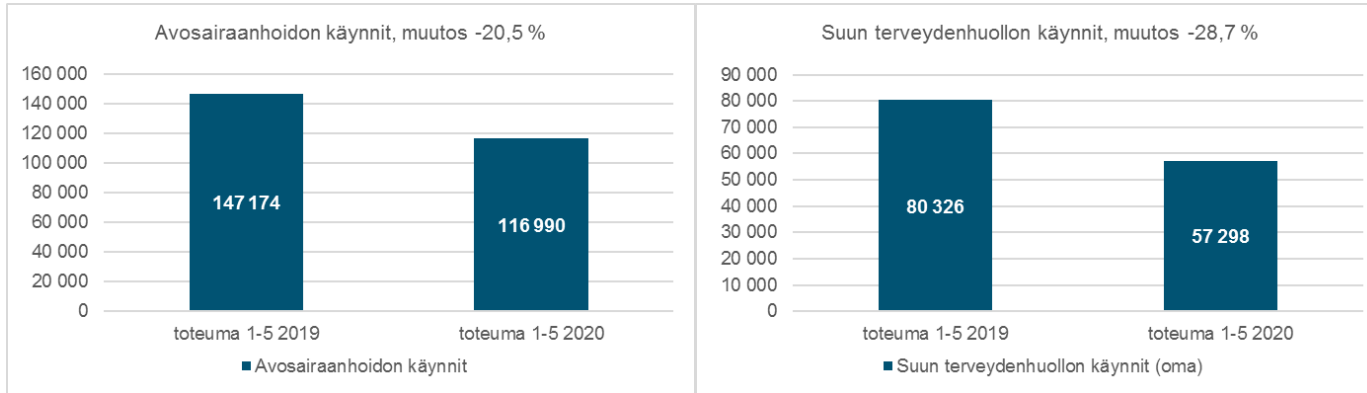 Avosairaanhoidon käynnit, muutos -20,5 %
160 000
140 000
120 000
100 000
80 000
60 000
40 000
20 000
0
147 174
116 990
toteuma 1-5 2019
toteuma 1-5 2020
Avosairaanhoidon käynnit
Suun terveydenhuollon käynnit, muutos -28,7 %
90 000
80 000
70 000
60 000
50 000
40 000
30 000
20 000
10 000
0
80 326
57 298
toteuma 1-5 2019
toteuma 1-5 2020
Suun terveydenhuollon käynnit (oma)